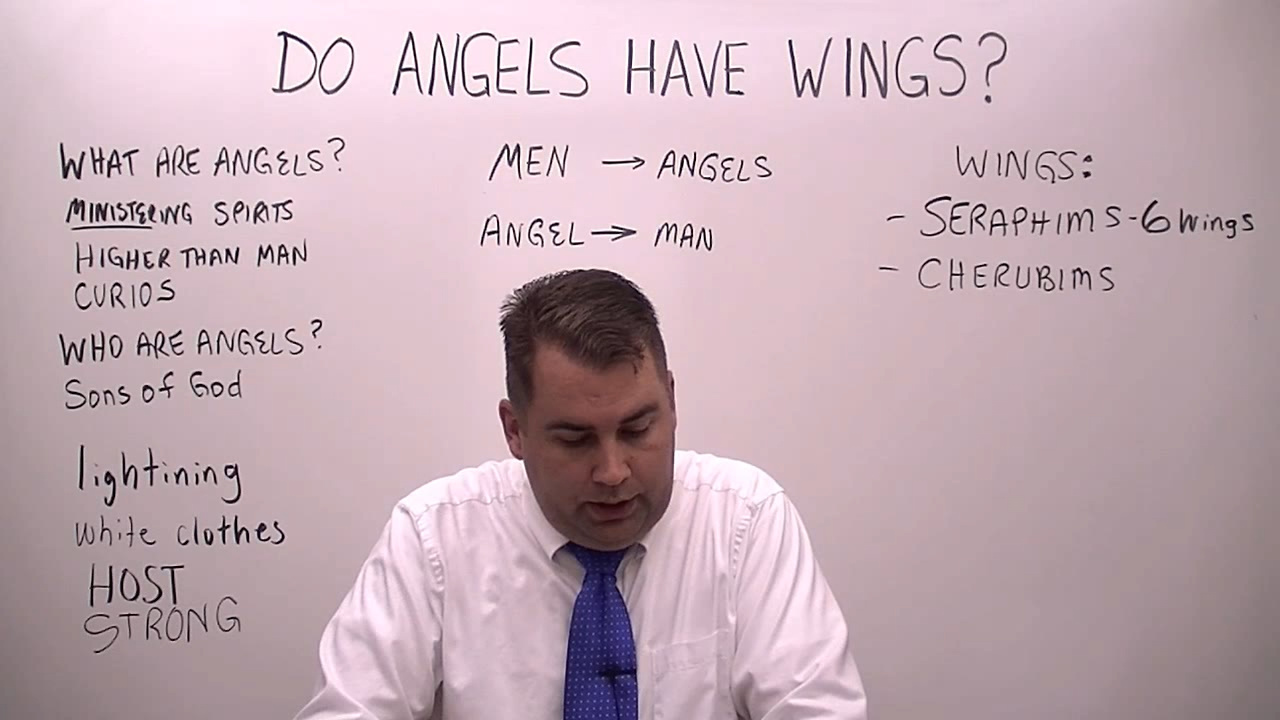 DO ANGELS HAVE WINGS?
WHAT ARE ANGELS?
MINISTERING SPIRITS
HIGHER THAN MAN
CURIOS
WHO ARE ANGELS?
Sons of God
lightining
white clothes
HOST
STRONG
MEN → ANGELS
ANGEL → MAN
WINGS:
- SERAPHIMS-6 wings
- CHERUBIMS